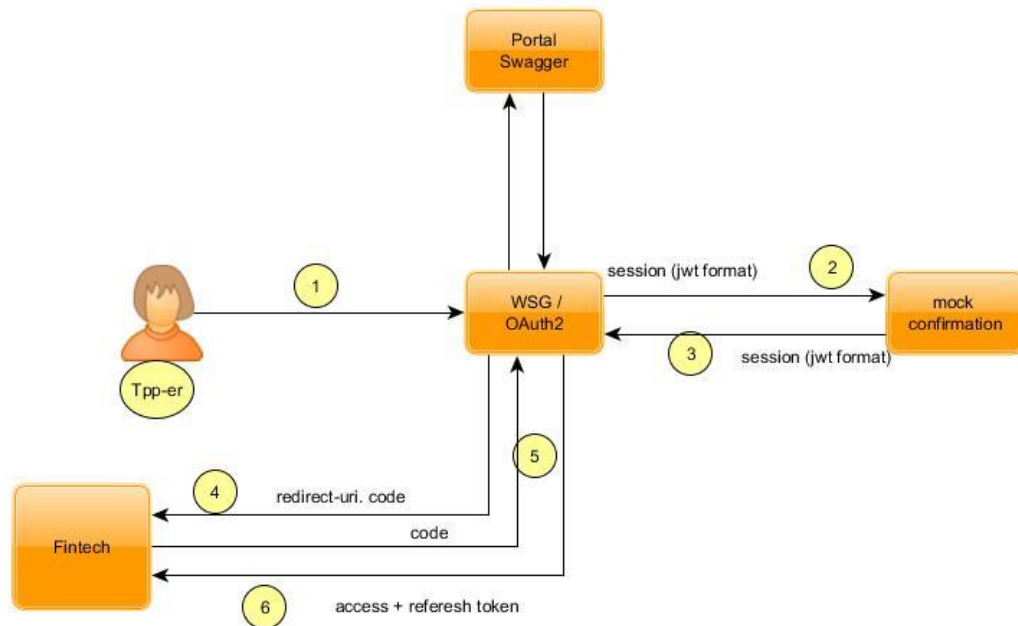 Portal
Swagger
session (jwt format)
2
1
WSG /
OAuth2
mock
confirmation
3
session (jwt format)
Tpp-er
5
4
redirect-uri. code
code
Fintech
6
access + referesh token